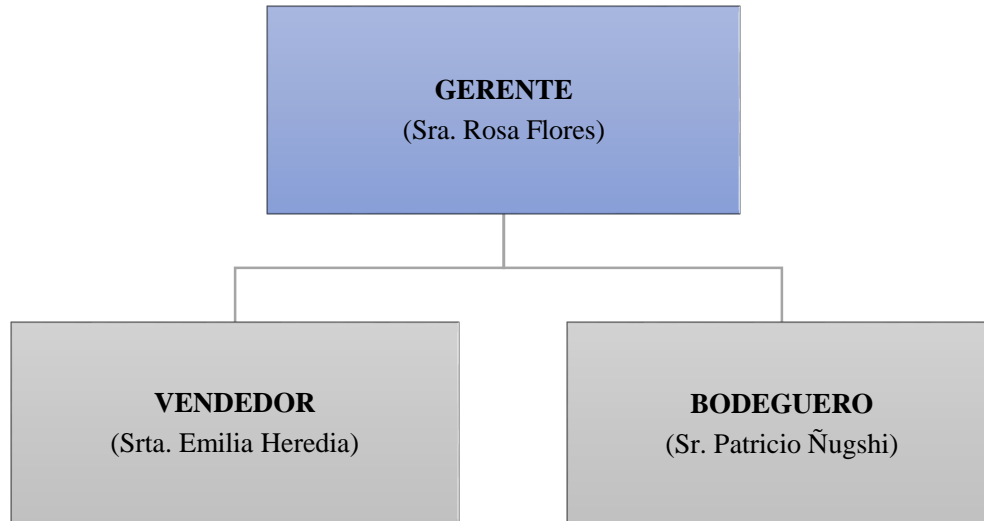 GERENTE
(Sra. Rosa Flores)
VENDEDOR
(Srta. Emilia Heredia)
BODEGUERO
(Sr. Patricio Ñugshi)